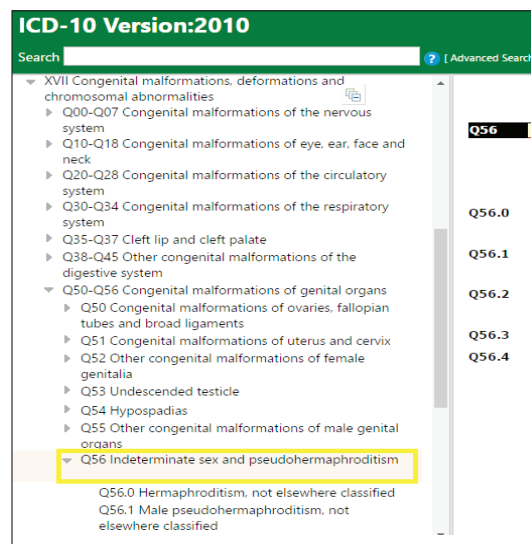 ICD-10 Version:2010
Search ? [ Advanced Search
XVII Congenital malformations, deformations and
chromosomal abnormalities
Q00-Q07 Congenital malformations of the nervous
system
Q10-Q18 Congenital malformations of eye, ear, face and
neck
Q20-Q28 Congenital malformations of the circulatory
system
Q30-Q34 Congenital malformations of the respiratory
system
Q35-Q37 Cleft lip and cleft palate
Q38-Q45 Other congenital malformations of the
digestive system
Q50-Q56 Congenital malformations of genital organs
Q50 Congenital malformations of ovaries, fallopian
tubes and broad ligaments
Q51 Congenital malformations of uterus and cervix
Q52 Other congenital malformations of female
genitalia
Q53 Undescended testicle
Q54 Hypospadias
Q55 Other congenital malformations of male genital
organs
Q56 Indeterminate sex and pseudohermaphroditism
Q56.0 Hermaphroditism, not elsewhere classified
Q56.1 Male pseudohermaphroditism, not
elsewhere classified
Q56
Q56.0
Q56.1
Q56.2
Q56.3
Q56.4